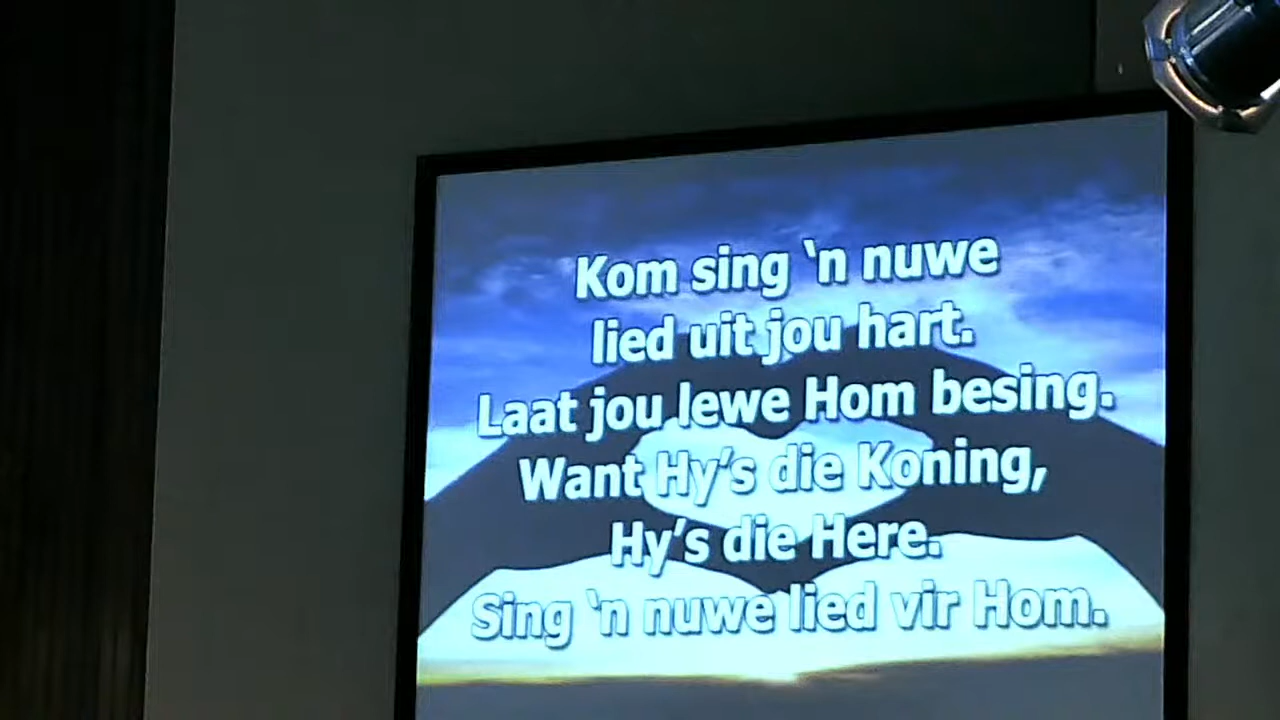 Kom sing ‘n nuwe
lied uit jou hart.
Laat jou lewe Hom besing.
Want Hy’s die Koning,
Hy’s die Here.
Sing ‘n nuwe lied vir Hom.